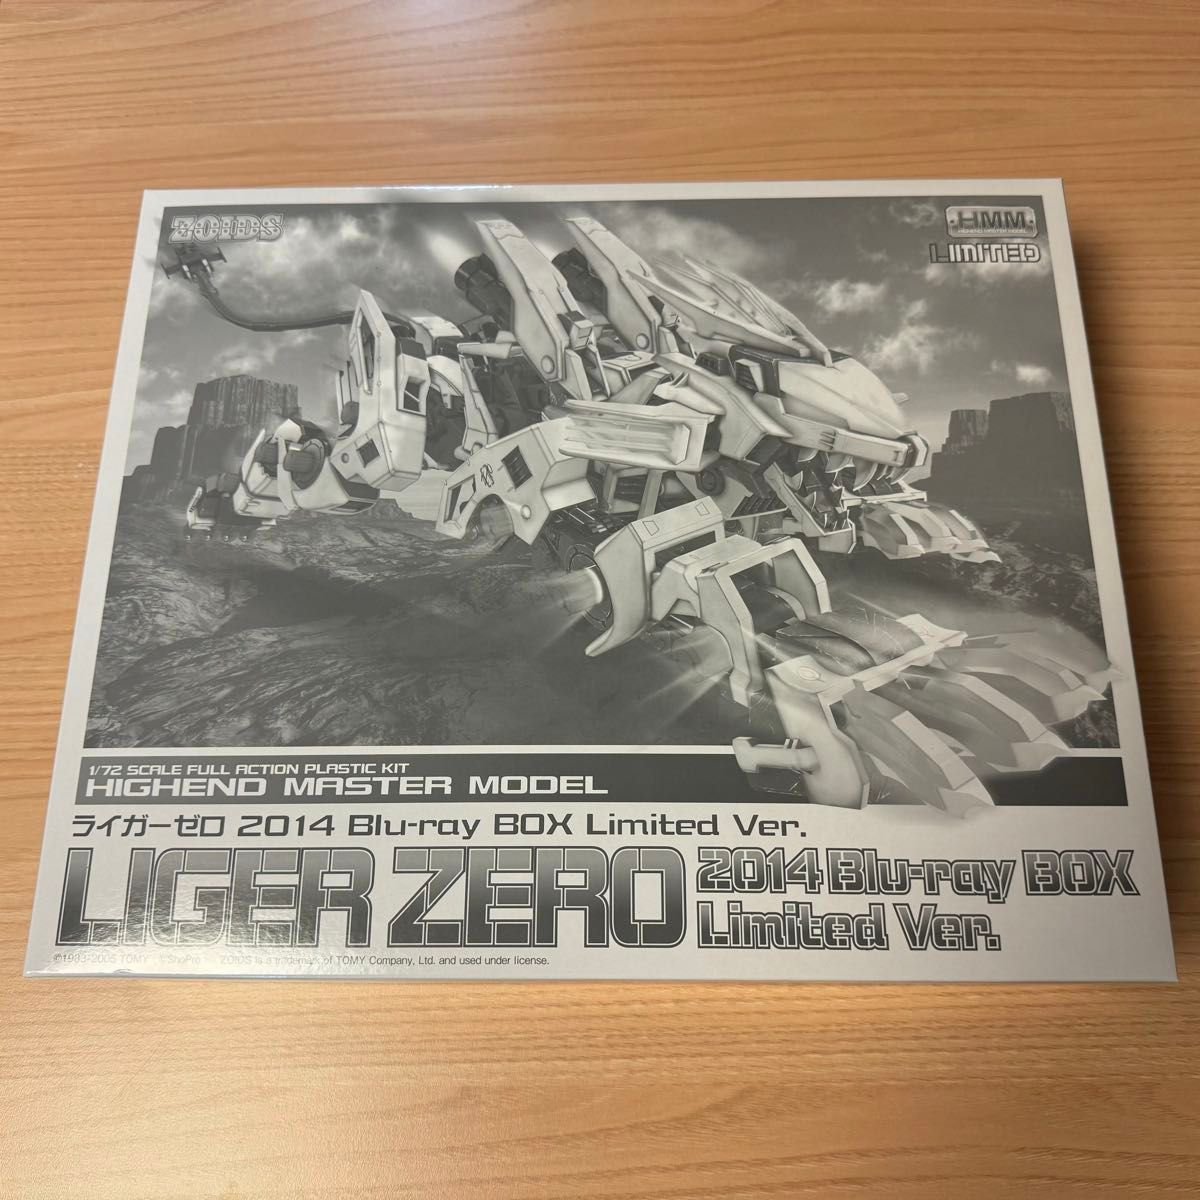 ZOIDS
HMM
HIGHEND MASTER MODEL
LIMITED
1/72 SCALE FULL ACTION PLASTIC KIT
HIGHEND MASTER MODEL
ライガーゼロ 2014 Blu-ray BOX Limited Ver.
LIGER ZERO 2014 Blu-ray BOX
Limited Ver.
©1983-2005 TOMY © ShoPro ZOIDS is a trademark of TOMY Company, Ltd. and used under license.